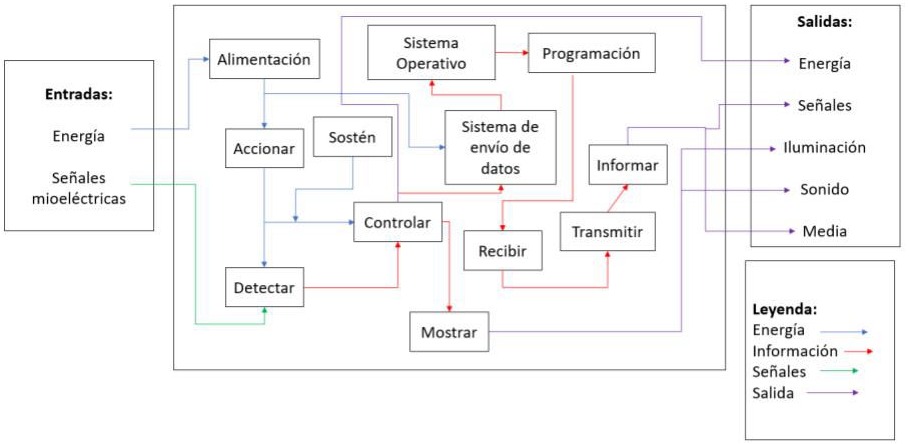 Entradas:
Energía
Señales
mioeléctricas
Alimentación
Accionar
Sostén
Detectar
Controlar
Mostrar
Sistema
Operativo
Programación
Sistema de
envío de
datos
Recibir
Transmitir
Informar
Salidas:
Energía
Señales
Iluminación
Sonido
Media
Leyenda:
Energía
Información
Señales
Salida